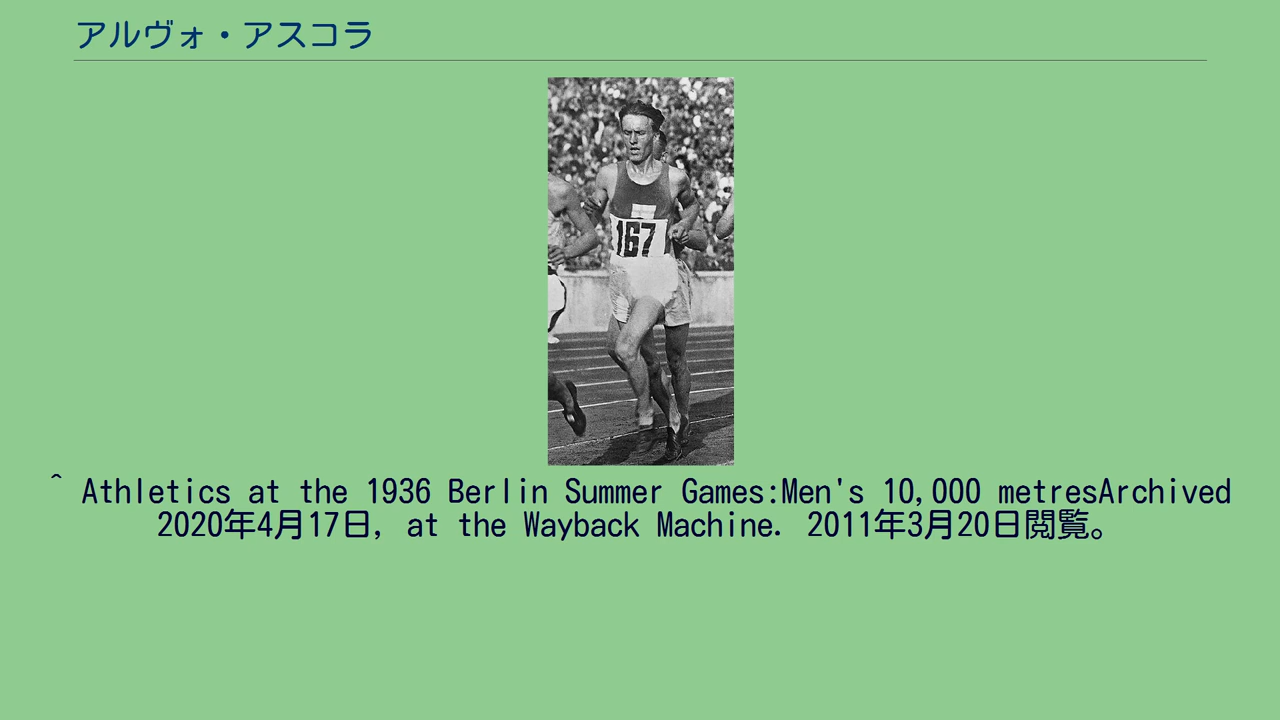 アルヴォ・アスコラ
167
^ Athletics at the 1936 Berlin Summer Games:Men's 10,000 metresArchived
2020年4月17日, at the Wayback Machine. 2011年3月20日閲覧。